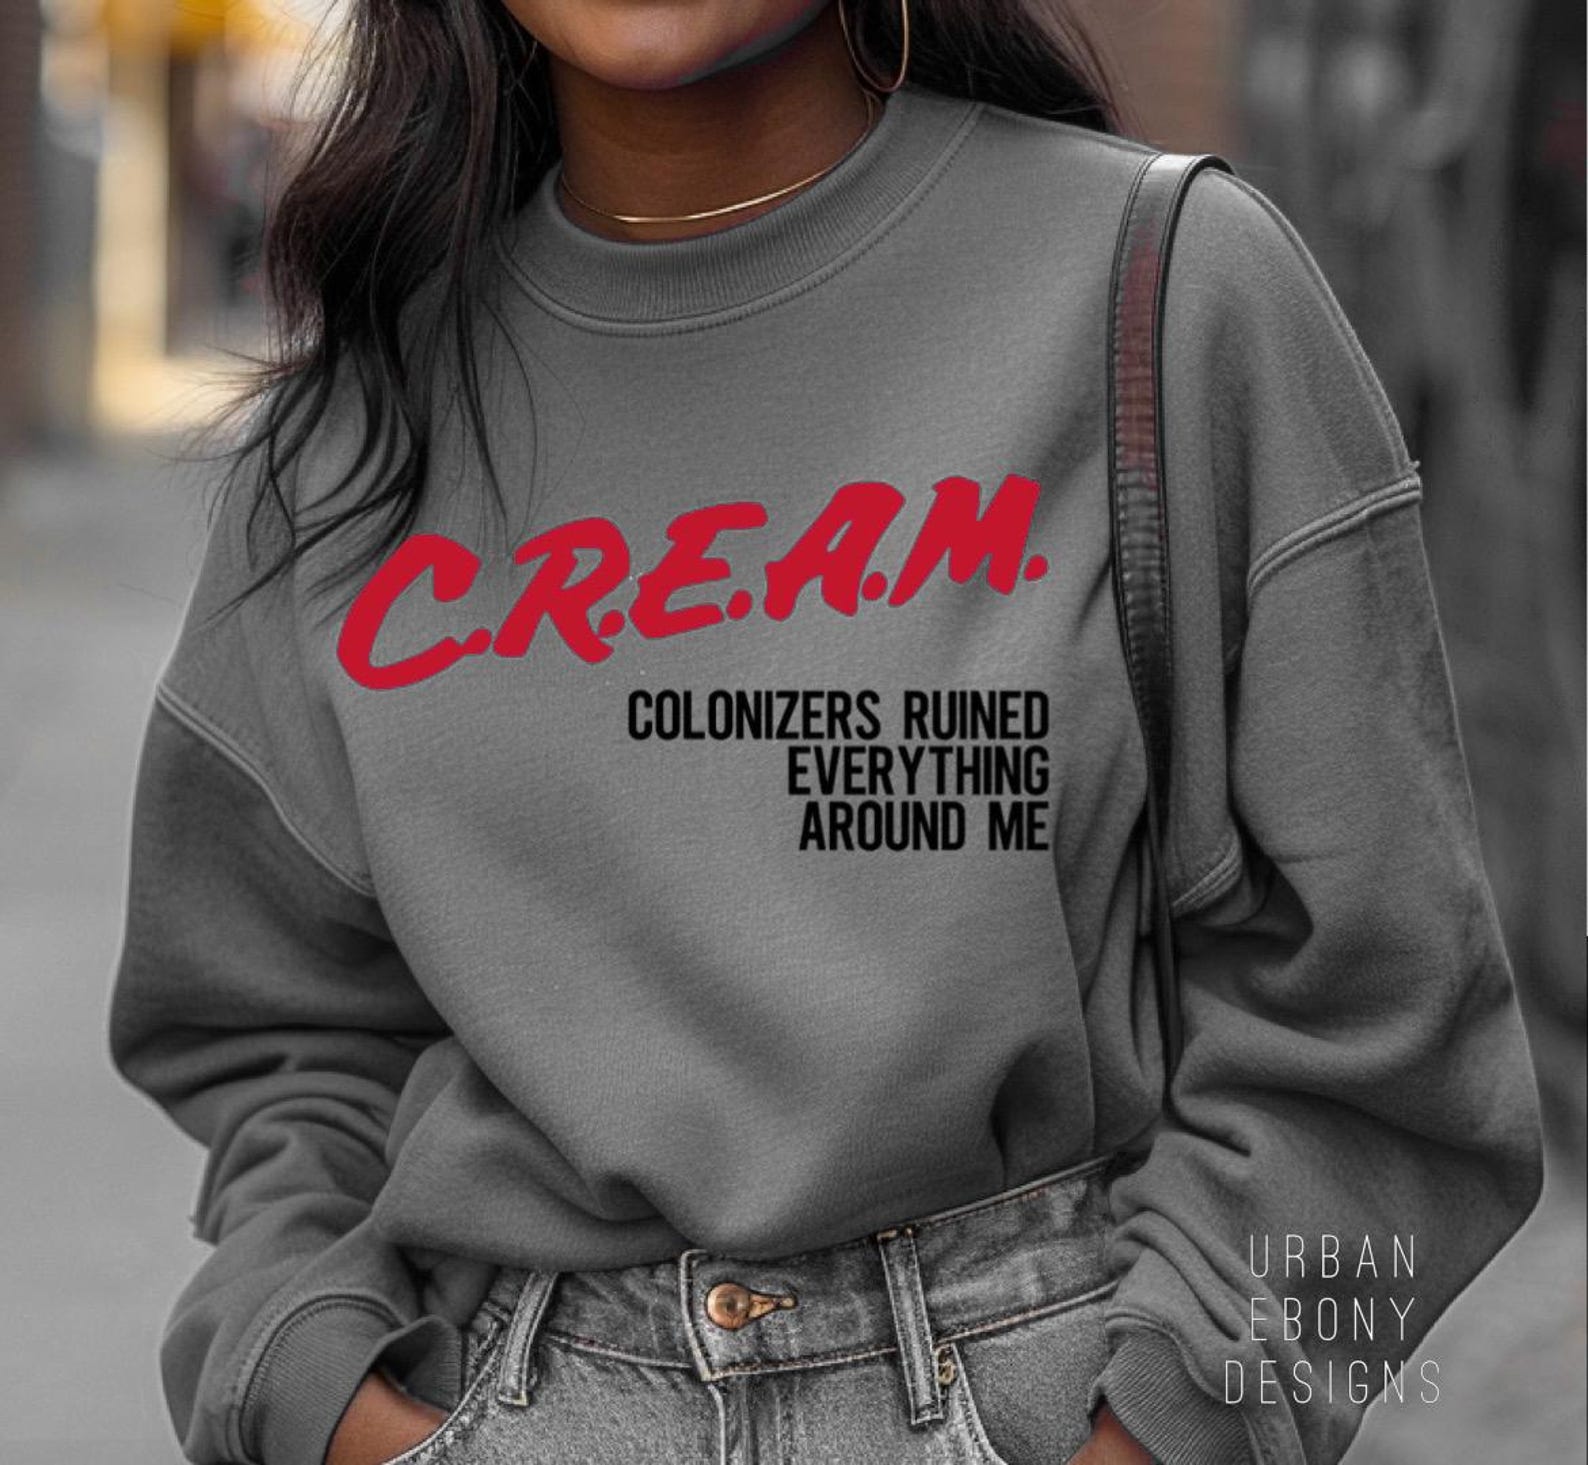 C.R.E.A.M.
COLONIZERS RUINED
EVERYTHING
AROUND ME
URBAN
EBONY
DESIGNS